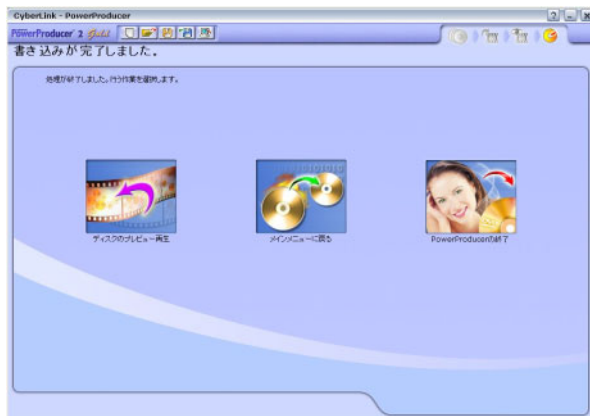 CyberLink - PowerProducer
PowerProducer 2 Gold
書き込みが完了しました。
処理が終了しました。行う作業を選択します。
ディスクのプレビュー再生
メインメニューに戻る
PowerProducerの終了